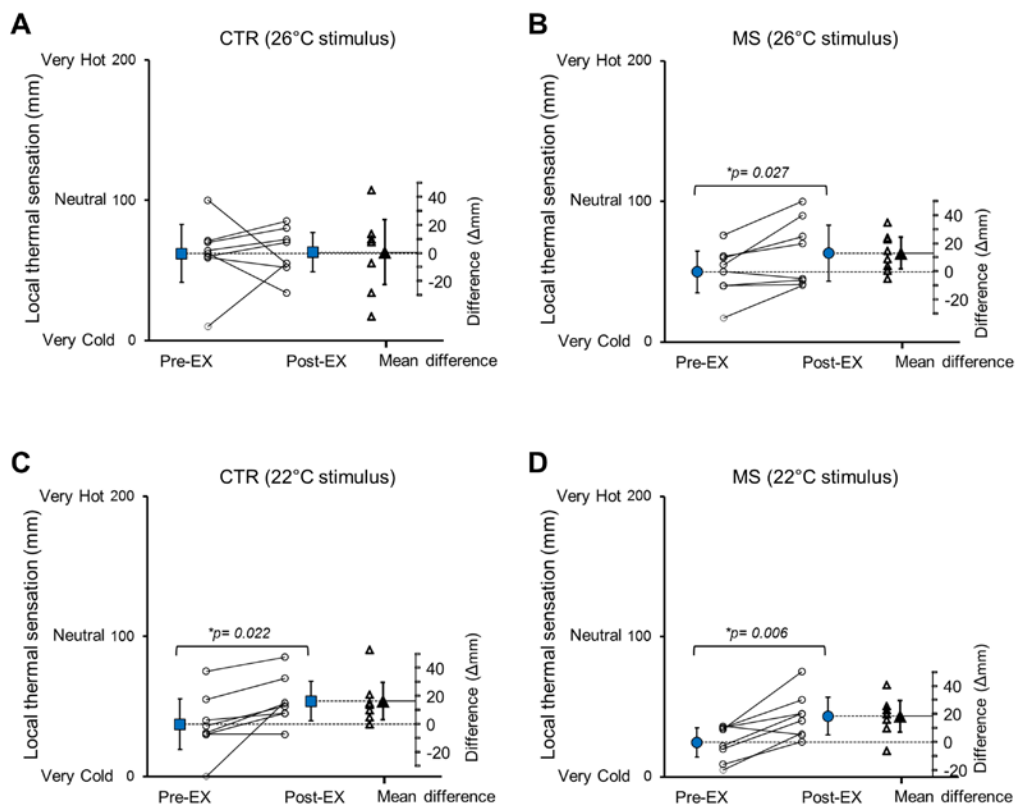 A
CTR (26°C stimulus)
Very Hot 200
Local thermal sensation (mm)
Neutral 100
Very Cold 0
40
20
0
-20
Difference (Δmm)
Pre-EX Post-EX Mean difference
B
MS (26°C stimulus)
Very Hot 200
Local thermal sensation (mm)
*p= 0.027
Neutral 100
Very Cold 0
40
20
0
-20
Difference (Δmm)
Pre-EX Post-EX Mean difference
C
CTR (22°C stimulus)
Very Hot 200
Local thermal sensation (mm)
*p= 0.022
Neutral 100
Very Cold 0
40
20
0
-20
Difference (Δmm)
Pre-EX Post-EX Mean difference
D
MS (22°C stimulus)
Very Hot 200
Local thermal sensation (mm)
*p= 0.006
Neutral 100
Very Cold 0
40
20
0
-20
Difference (Δmm)
Pre-EX Post-EX Mean difference